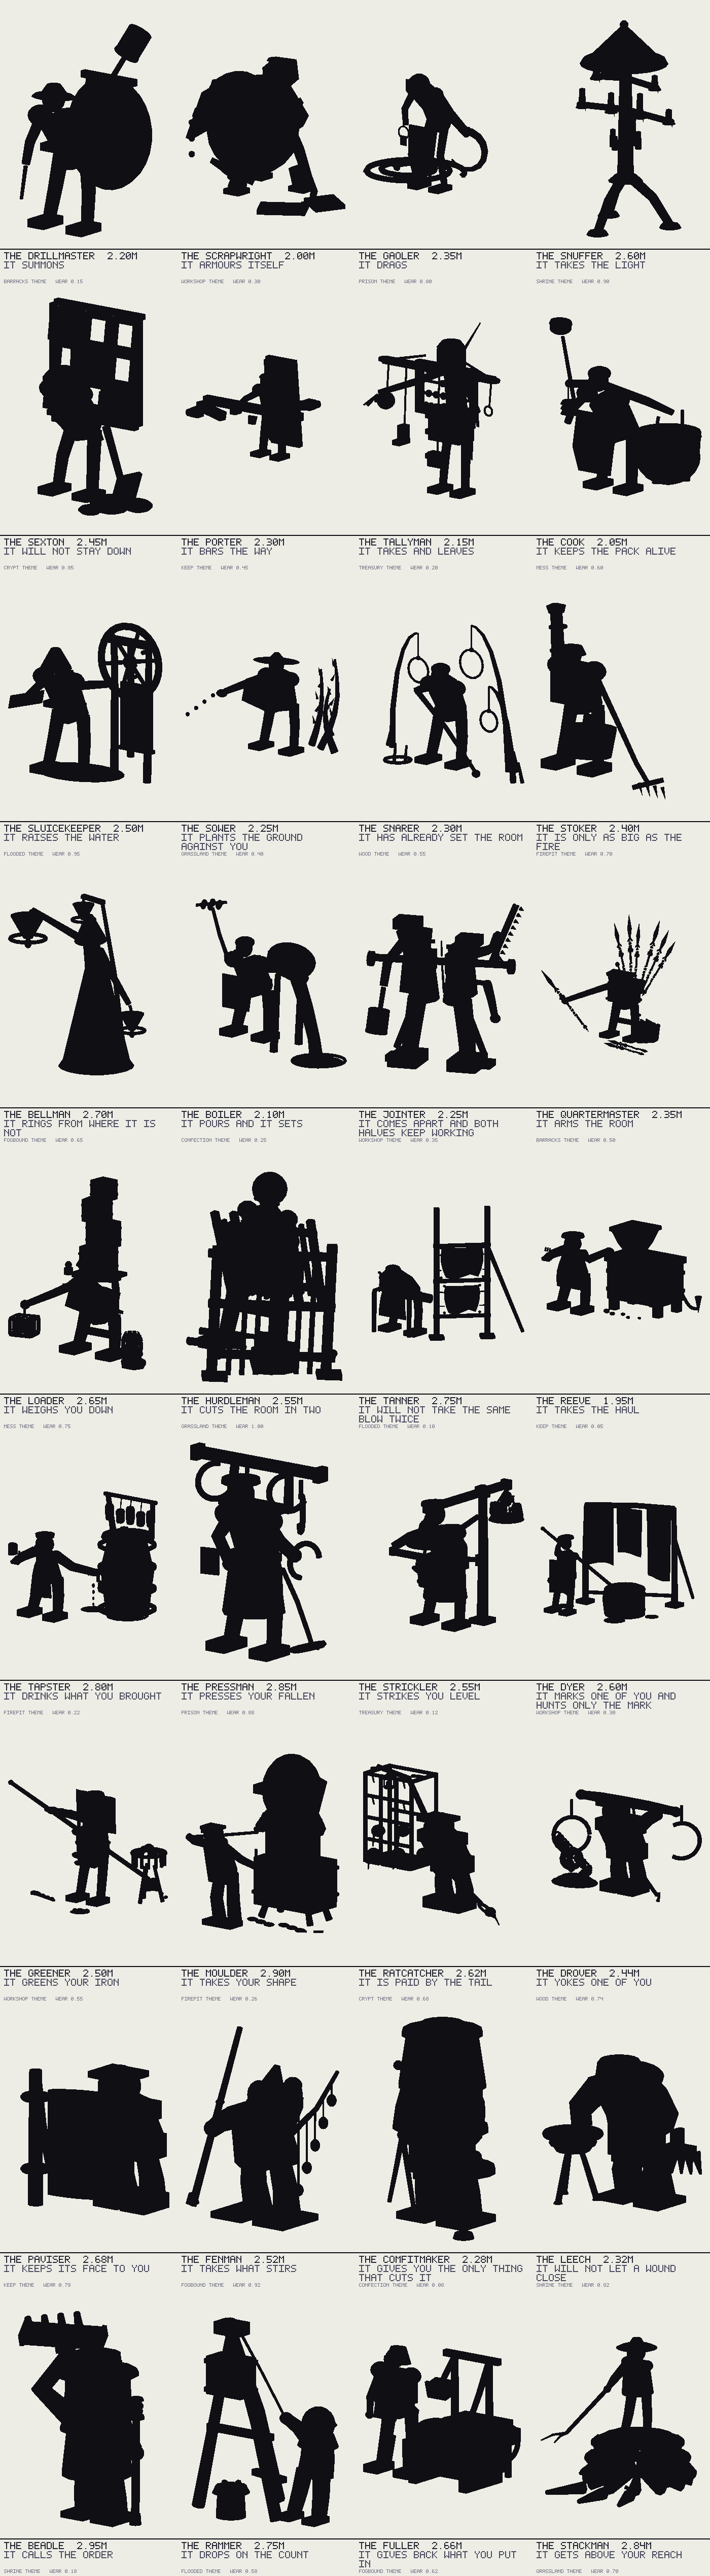 THE DRILLMASTER 2.20M
IT SUMMONS
BARRACKS THEME WEAR 0.15
THE SCRAPWRIGHT 2.00M
IT ARMOURS ITSELF
WORKSHOP THEME WEAR 0.30
THE GAOLER 2.35M
IT DRAGS
PRISON THEME WEAR 0.80
THE SNUFFER 2.60M
IT TAKES THE LIGHT
SHRINE THEME WEAR 0.90
THE SEXTON 2.45M
IT WILL NOT STAY DOWN
CRYPT THEME WEAR 0.85
THE PORTER 2.30M
IT BARS THE WAY
KEEP THEME WEAR 0.45
THE TALLYMAN 2.15M
IT TAKES AND LEAVES
TREASURY THEME WEAR 0.20
THE COOK 2.05M
IT KEEPS THE PACK ALIVE
MESS THEME WEAR 0.60
THE SLUICEKEEPER 2.50M
IT RAISES THE WATER
FLOODED THEME WEAR 0.95
THE SOWER 2.25M
IT PLANTS THE GROUND
AGAINST YOU
GRASSLAND THEME WEAR 0.40
THE SNARER 2.30M
IT HAS ALREADY SET THE ROOM
WOOD THEME WEAR 0.55
THE STOKER 2.40M
IT IS ONLY AS BIG AS THE
FIRE
FIREPIT THEME WEAR 0.70
THE BELLMAN 2.70M
IT RINGS FROM WHERE IT IS
NOT
FOGBOUND THEME WEAR 0.65
THE BOILER 2.10M
IT POURS AND IT SETS
CONFECTION THEME WEAR 0.25
THE JOINTER 2.25M
IT COMES APART AND BOTH
HALVES KEEP WORKING
WORKSHOP THEME WEAR 0.35
THE QUARTERMASTER 2.35M
IT ARMS THE ROOM
BARRACKS THEME WEAR 0.50
THE LOADER 2.65M
IT WEIGHS YOU DOWN
MESS THEME WEAR 0.75
THE HURDLEMAN 2.55M
IT CUTS THE ROOM IN TWO
GRASSLAND THEME WEAR 1.00
THE TANNER 2.75M
IT WILL NOT TAKE THE SAME
BLOW TWICE
FLOODED THEME WEAR 0.10
THE REEVE 1.95M
IT TAKES THE HAUL
KEEP THEME WEAR 0.05
THE TAPSTER 2.80M
IT DRINKS WHAT YOU BROUGHT
FIREPIT THEME WEAR 0.22
THE PRESSMAN 2.85M
IT PRESSES YOUR FALLEN
PRISON THEME WEAR 0.88
THE STRICKLER 2.55M
IT STRIKES YOU LEVEL
TREASURY THEME WEAR 0.12
THE DYER 2.60M
IT MARKS ONE OF YOU AND
HUNTS ONLY THE MARK
WORKSHOP THEME WEAR 0.38
THE GREENER 2.50M
IT GREENS YOUR IRON
WORKSHOP THEME WEAR 0.55
THE MOULDER 2.90M
IT TAKES YOUR SHAPE
FIREPIT THEME WEAR 0.26
THE RATCATCHER 2.62M
IT IS PAID BY THE TAIL
CRYPT THEME WEAR 0.68
THE DROVER 2.44M
IT YOKES ONE OF YOU
WOOD THEME WEAR 0.74
THE PAVISER 2.68M
IT KEEPS ITS FACE TO YOU
KEEP THEME WEAR 0.78
THE FENMAN 2.52M
IT TAKES WHAT STIRS
FOGBOUND THEME WEAR 0.92
THE COMFITMAKER 2.28M
IT GIVES YOU THE ONLY THING
THAT CUTS IT
CONFECTION THEME WEAR 0.08
THE LEECH 2.32M
IT WILL NOT LET A WOUND
CLOSE
SHRINE THEME WEAR 0.82
THE BEADLE 2.95M
IT CALLS THE ORDER
SHRINE THEME WEAR 0.18
THE RAMMER 2.75M
IT DROPS ON THE COUNT
FLOODED THEME WEAR 0.58
THE FULLER 2.66M
IT GIVES BACK WHAT YOU PUT
IN
FOGBOUND THEME WEAR 0.62
THE STACKMAN 2.84M
IT GETS ABOVE YOUR REACH
GRASSLAND THEME WEAR 0.70